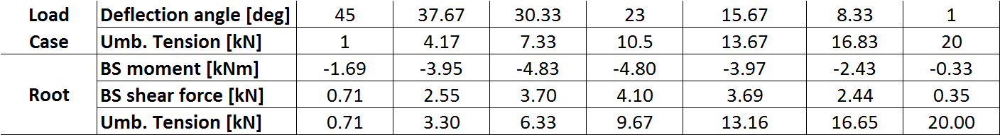 Load Deflection angle [deg] 45 37.67 30.33 23 15.67 8.33 1
Case Umb. Tension [kN] 1 4.17 7.33 10.5 13.67 16.83 20
BS moment [kNm] -1.69 -3.95 -4.83 -4.80 -3.97 -2.43 -0.33
Root BS shear force [kN] 0.71 2.55 3.70 4.10 3.69 2.44 0.35
Umb. Tension [kN] 0.71 3.30 6.33 9.67 13.16 16.65 20.00